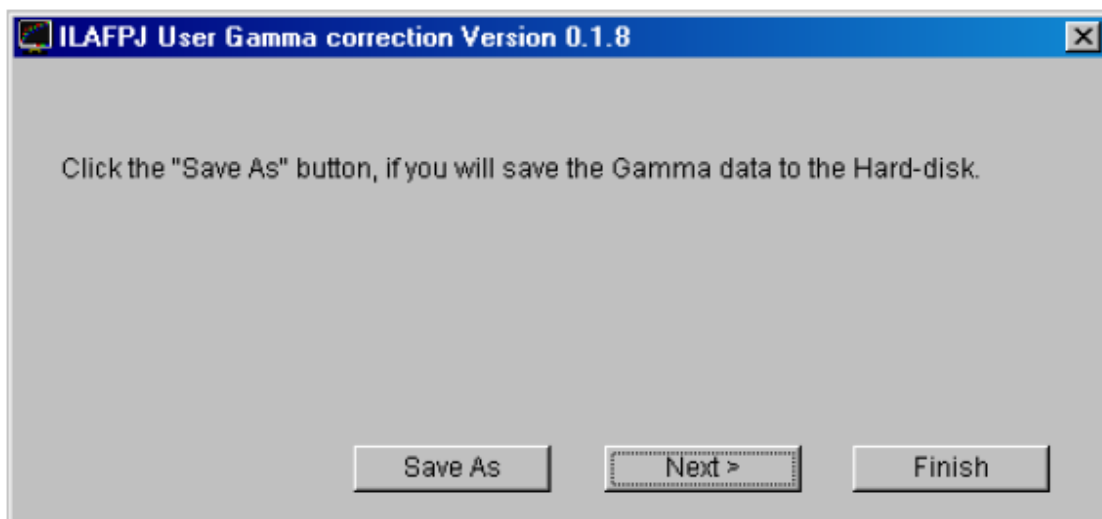 ILAFPJ User Gamma correction Version 0.1.8
Click the "Save As" button, if you will save the Gamma data to the Hard-disk.
Save As
Next >
Finish